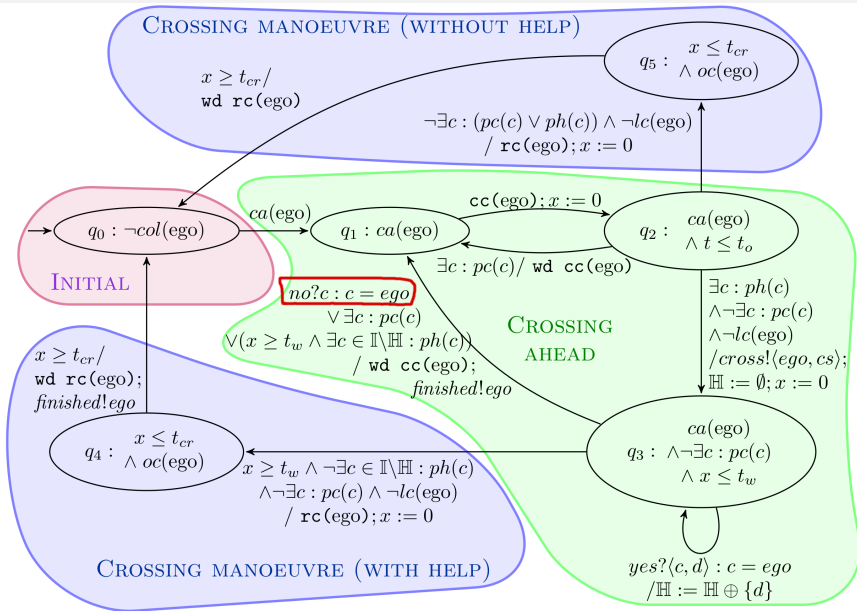 CROSSING MANOEUVRE (WITHOUT HELP)
x ≥ t_cr/
wd rc(ego)
q₅ : x ≤ t_cr
∧ oc(ego)
¬∃c : (pc(c) ∨ ph(c)) ∧ ¬lc(ego)
/ rc(ego); x := 0
q₀ : ¬col(ego)
INITIAL
ca(ego)
q₁ : ca(ego)
cc(ego); x := 0
∃c : pc(c)/ wd cc(ego)
q₂ : ca(ego)
∧ t ≤ t_o
no?c : c = ego
∨ ∃c : pc(c)
∨(x ≥ t_w ∧ ∃c ∈ 𝕀\ℍ : ph(c))
/ wd cc(ego);
finished!ego
CROSSING
AHEAD
∃c : ph(c)
∧¬∃c : pc(c)
∧¬lc(ego)
/cross!⟨ego, cs⟩;
ℍ := ∅; x := 0
x ≥ t_cr/
wd rc(ego);
finished!ego
q₄ : x ≤ t_cr
∧ oc(ego)
x ≥ t_w ∧ ¬∃c ∈ 𝕀\ℍ : ph(c)
∧¬∃c : pc(c) ∧ ¬lc(ego)
/ rc(ego); x := 0
ca(ego)
q₃ : ∧¬∃c : pc(c)
∧ x ≤ t_w
yes?⟨c, d⟩ : c = ego
/ℍ := ℍ ⊕ {d}
CROSSING MANOEUVRE (WITH HELP)